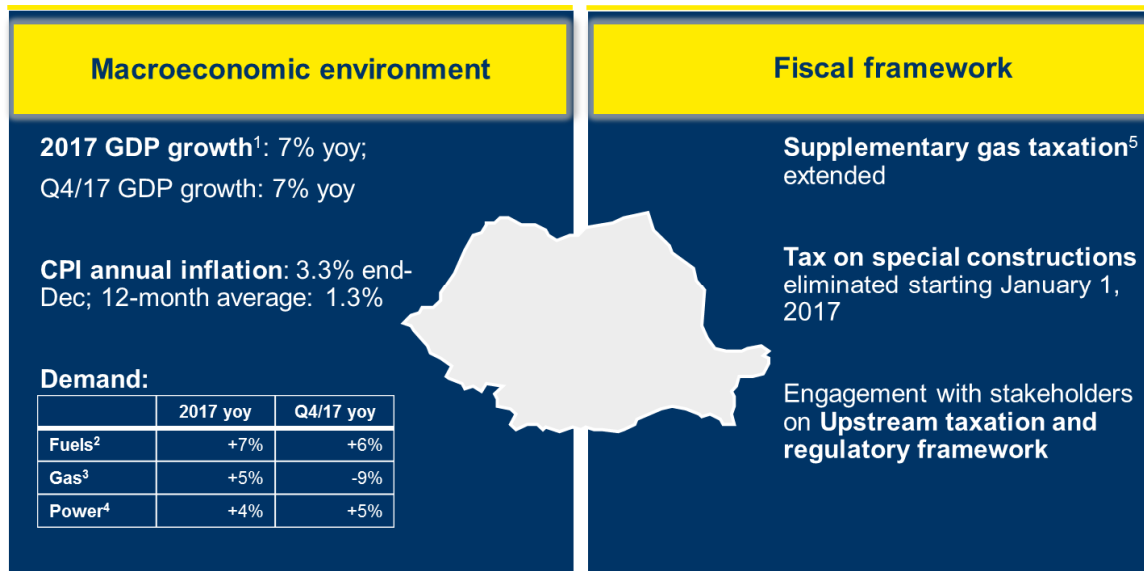 Macroeconomic environment
2017 GDP growth¹: 7% yoy;
Q4/17 GDP growth: 7% yoy
CPI annual inflation: 3.3% end-
Dec; 12-month average: 1.3%
Demand:
2017 yoy Q4/17 yoy
Fuels² +7% +6%
Gas³ +5% -9%
Power⁴ +4% +5%
Fiscal framework
Supplementary gas taxation⁵
extended
Tax on special constructions
eliminated starting January 1,
2017
Engagement with stakeholders
on Upstream taxation and
regulatory framework